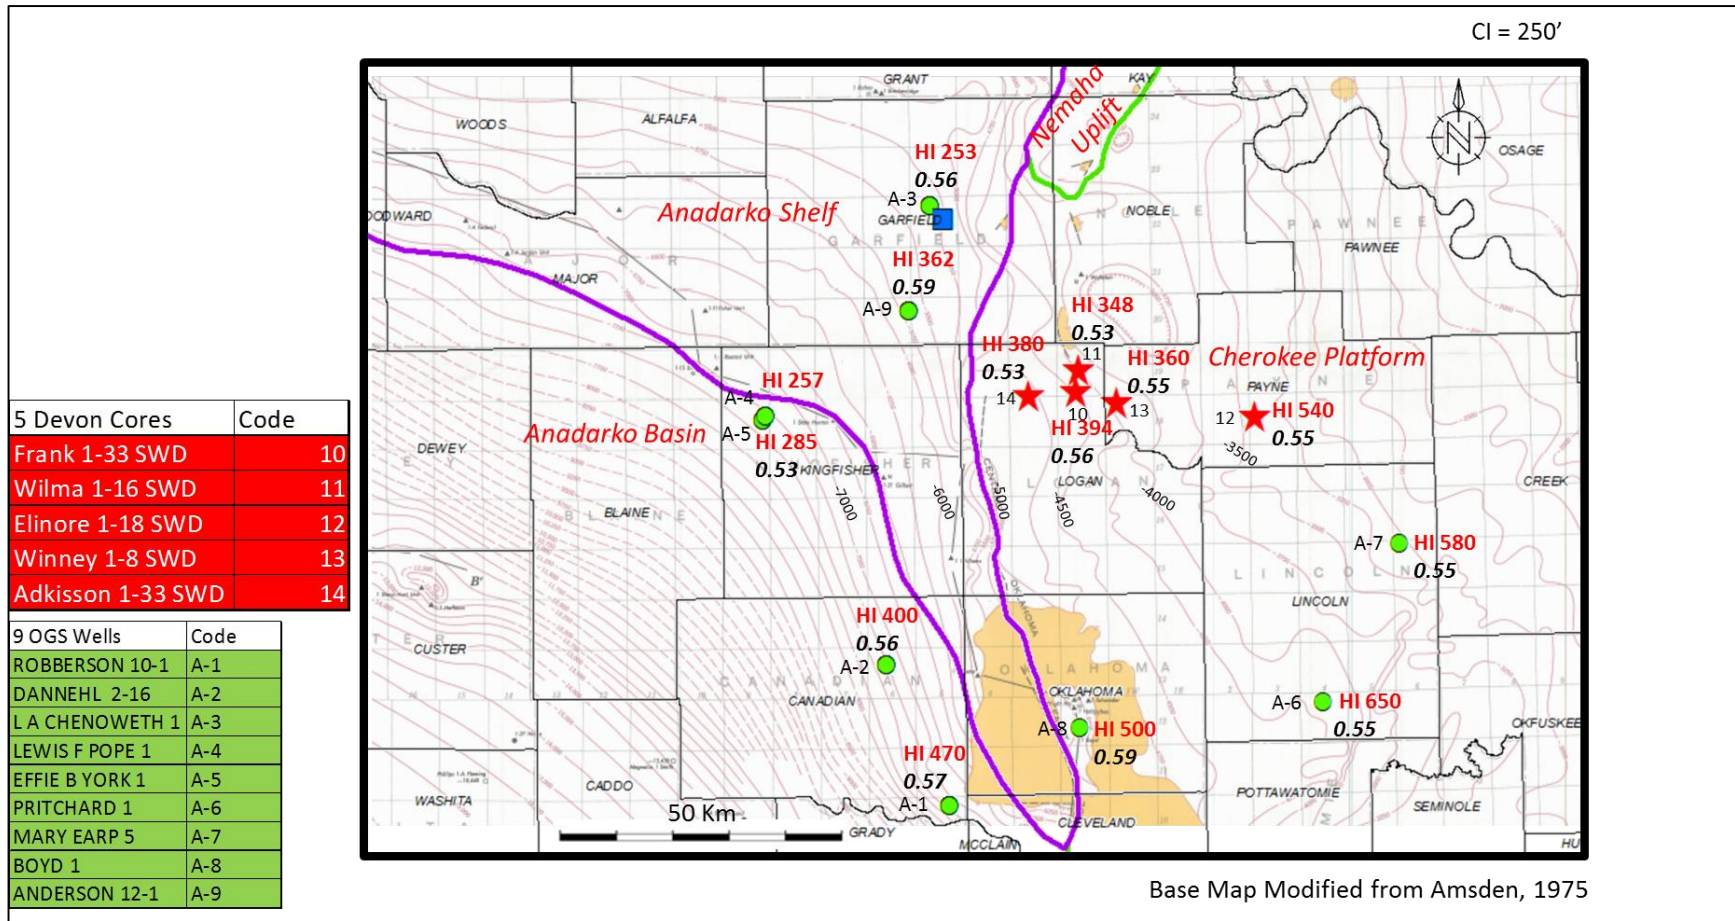 CI = 250’
GRANT
KAY
WOODS
ALFALFA
Nemaha
Uplift
OSAGE
N
HI 253
0.56
A-3
GARFIELD
Anadarko Shelf
NOBLE
N O B L E
P A W N E E
PAWNEE
G A R F I E L D
MAJOR
HI 362
0.59
A-9
HI 348
0.53
11
HI 380
0.53
14
10
HI 360
0.55
13
HI 394
0.56
Cherokee Platform
P A Y N E
PAYNE
12
HI 540
0.55
-3500
HI 257
A-4
A-5
HI 285
0.53
Anadarko Basin
KINGFISHER
DEWEY
LOGAN
CREEK
-7000
-6000
-5000
-4500
-4000
BLAINE
B L A I N E
A-7
HI 580
0.55
L I N C O L N
LINCOLN
B'
CUSTER
HI 400
0.56
A-2
C A N A D I A N
CANADIAN
OKLAHOMA
O K L A H O M A
OKLAHOMA
A-8
HI 500
0.59
A-6
HI 650
0.55
OKFUSKEE
HI 470
0.57
A-1
WASHITA
CADDO
50 Km
GRADY
MCCLAIN
CLEVELAND
POTTAWATOMIE
SEMINOLE
HU
Base Map Modified from Amsden, 1975
5 Devon Cores Code
Frank 1-33 SWD 10
Wilma 1-16 SWD 11
Elinore 1-18 SWD 12
Winney 1-8 SWD 13
Adkisson 1-33 SWD 14
9 OGS Wells Code
ROBBERSON 10-1 A-1
DANNEHL 2-16 A-2
L A CHENOWETH 1 A-3
LEWIS F POPE 1 A-4
EFFIE B YORK 1 A-5
PRITCHARD 1 A-6
MARY EARP 5 A-7
BOYD 1 A-8
ANDERSON 12-1 A-9